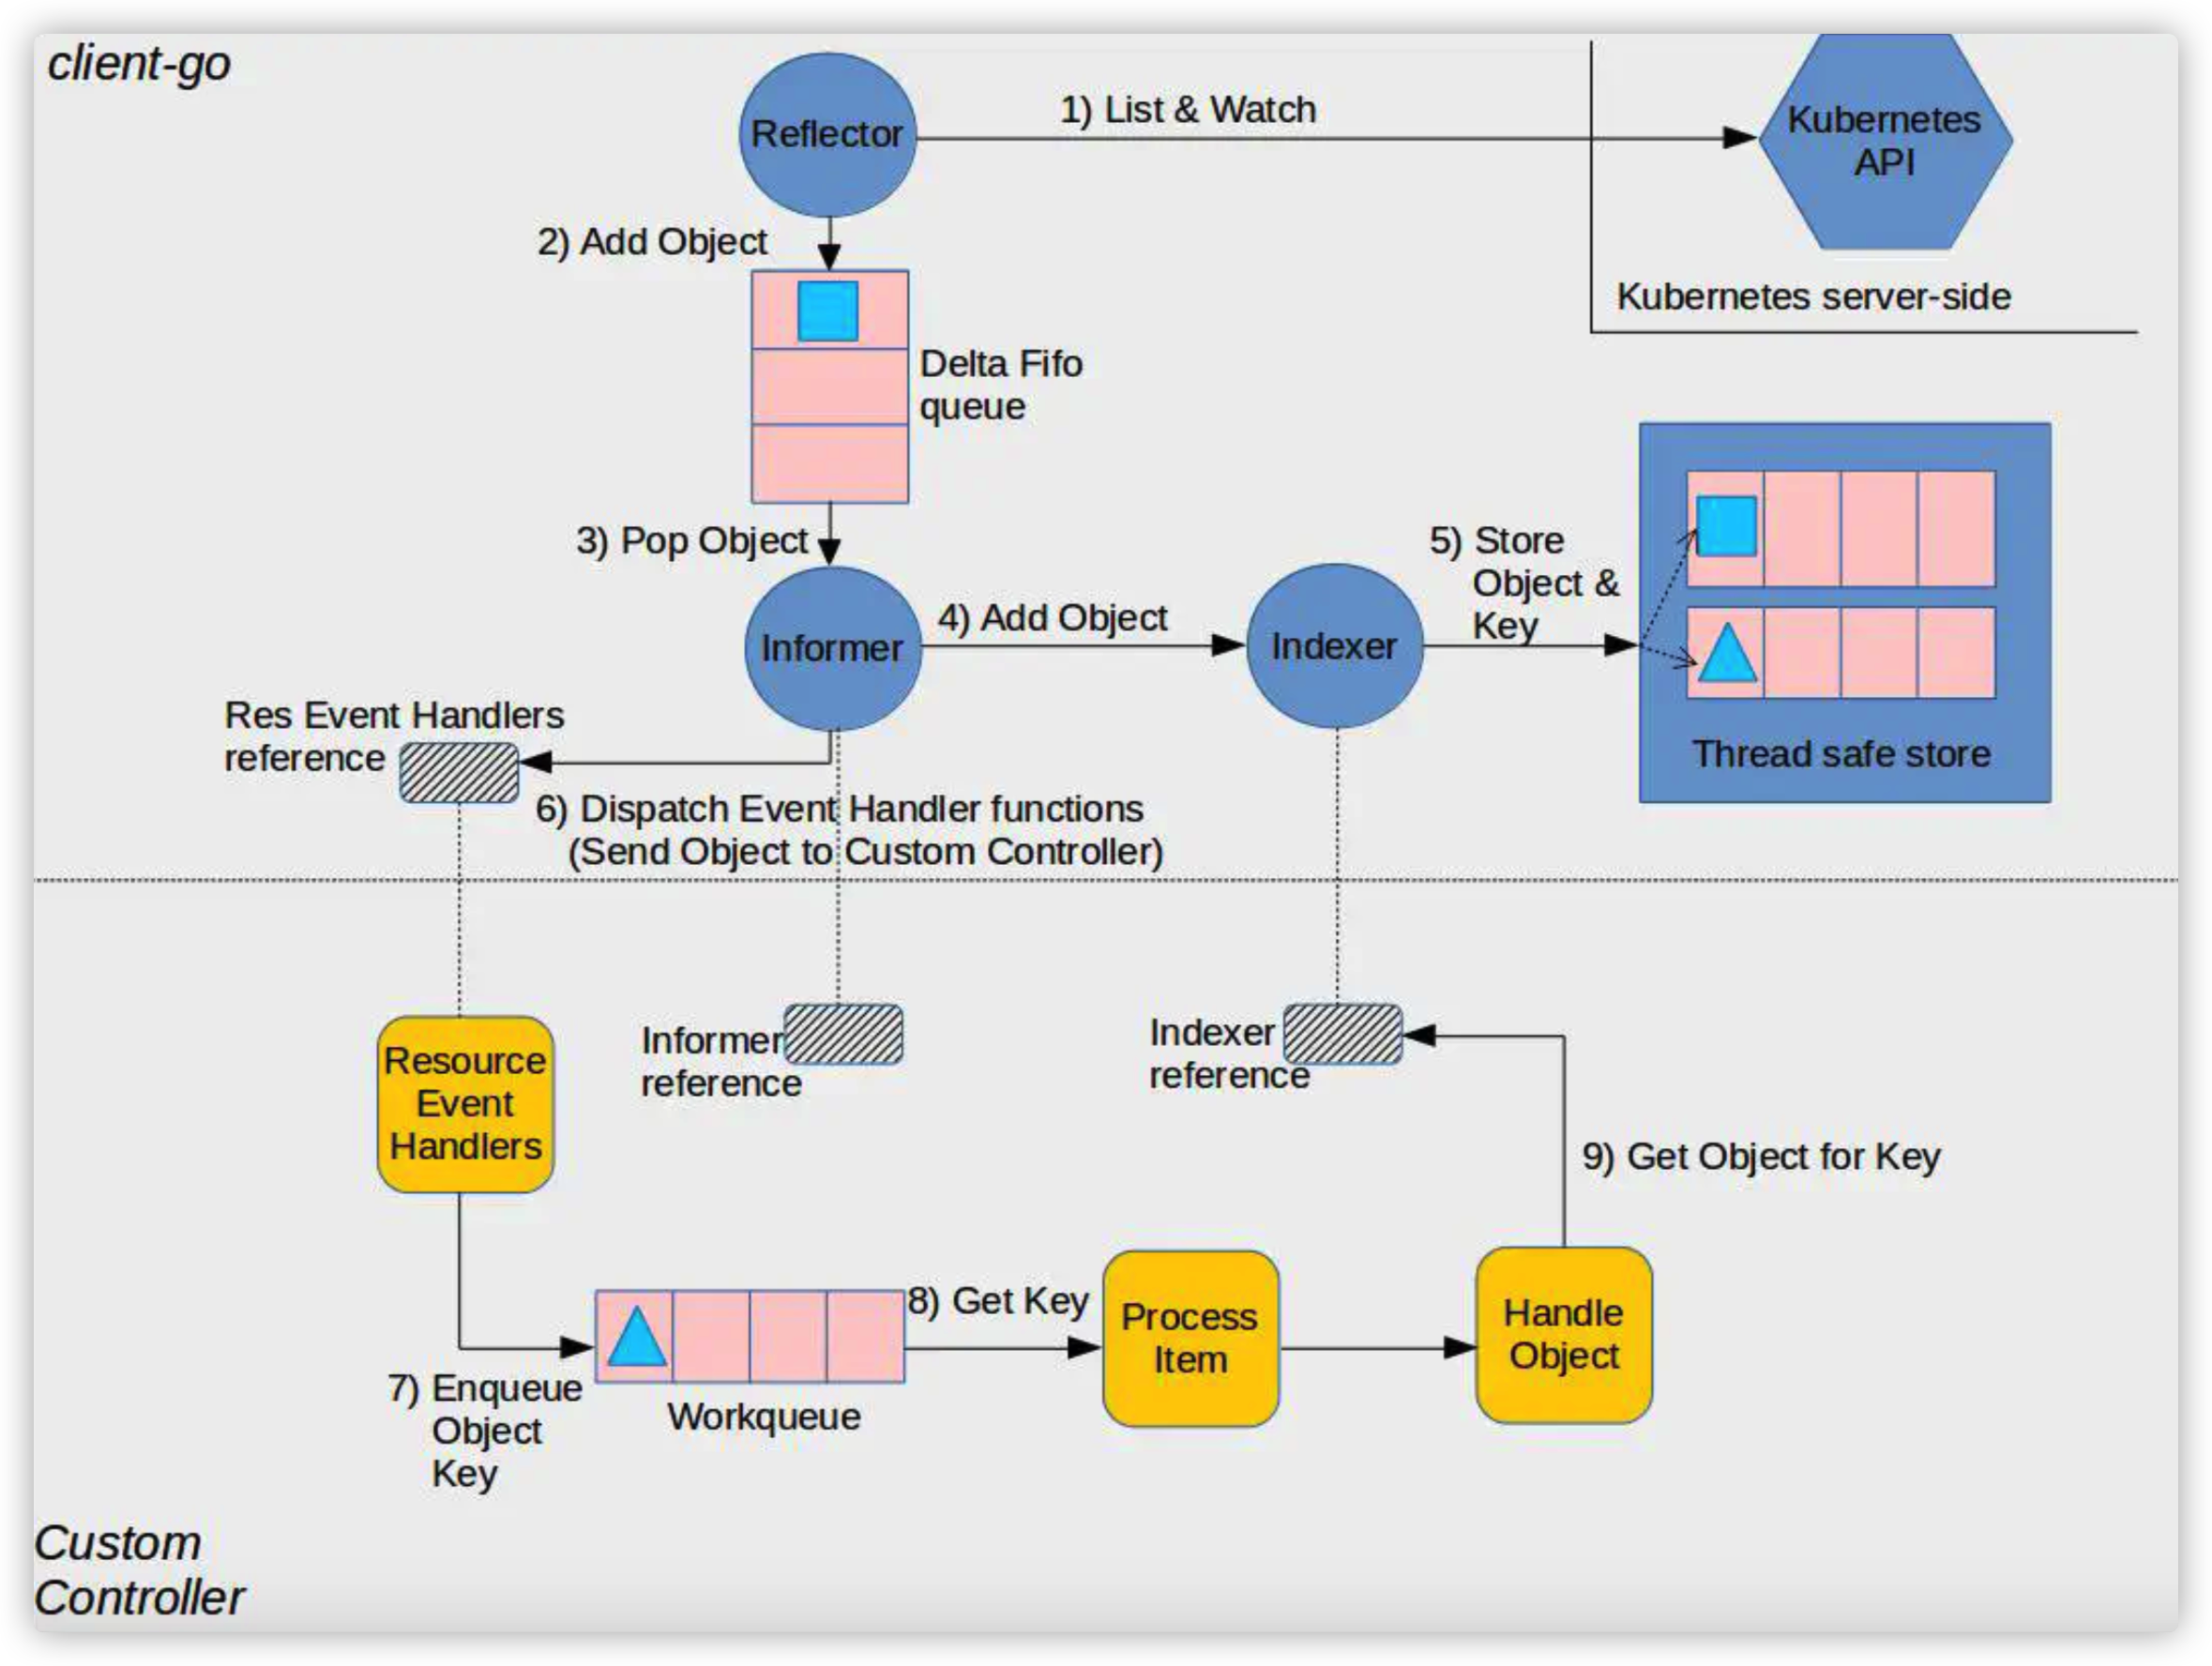 client-go
Reflector
1) List & Watch
Kubernetes
API
2) Add Object
Kubernetes server-side
Delta Fifo
queue
3) Pop Object
Informer
4) Add Object
Indexer
5) Store
Object &
Key
Thread safe store
Res Event Handlers
reference
6) Dispatch Event Handler functions
(Send Object to Custom Controller)
Resource
Event
Handlers
Informer
reference
Indexer
reference
9) Get Object for Key
7) Enqueue
Object
Key
Workqueue
8) Get Key
Process
Item
Handle
Object
Custom
Controller